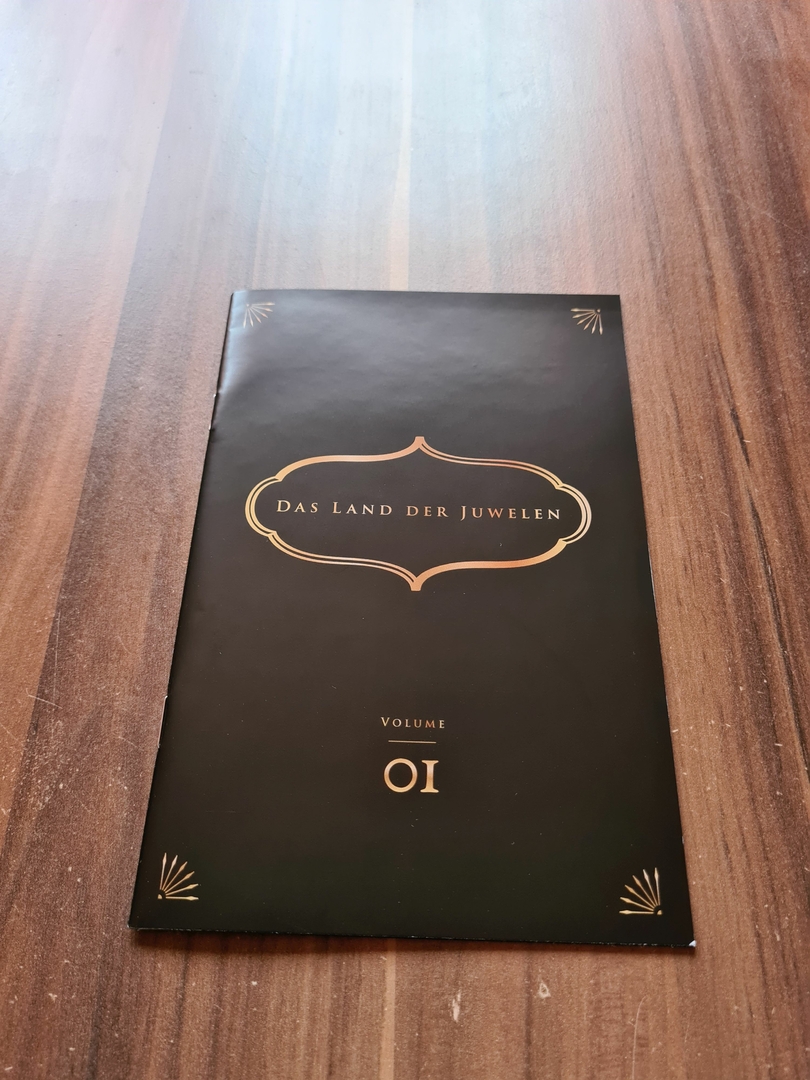 Das Land der Juwelen
Volume
01